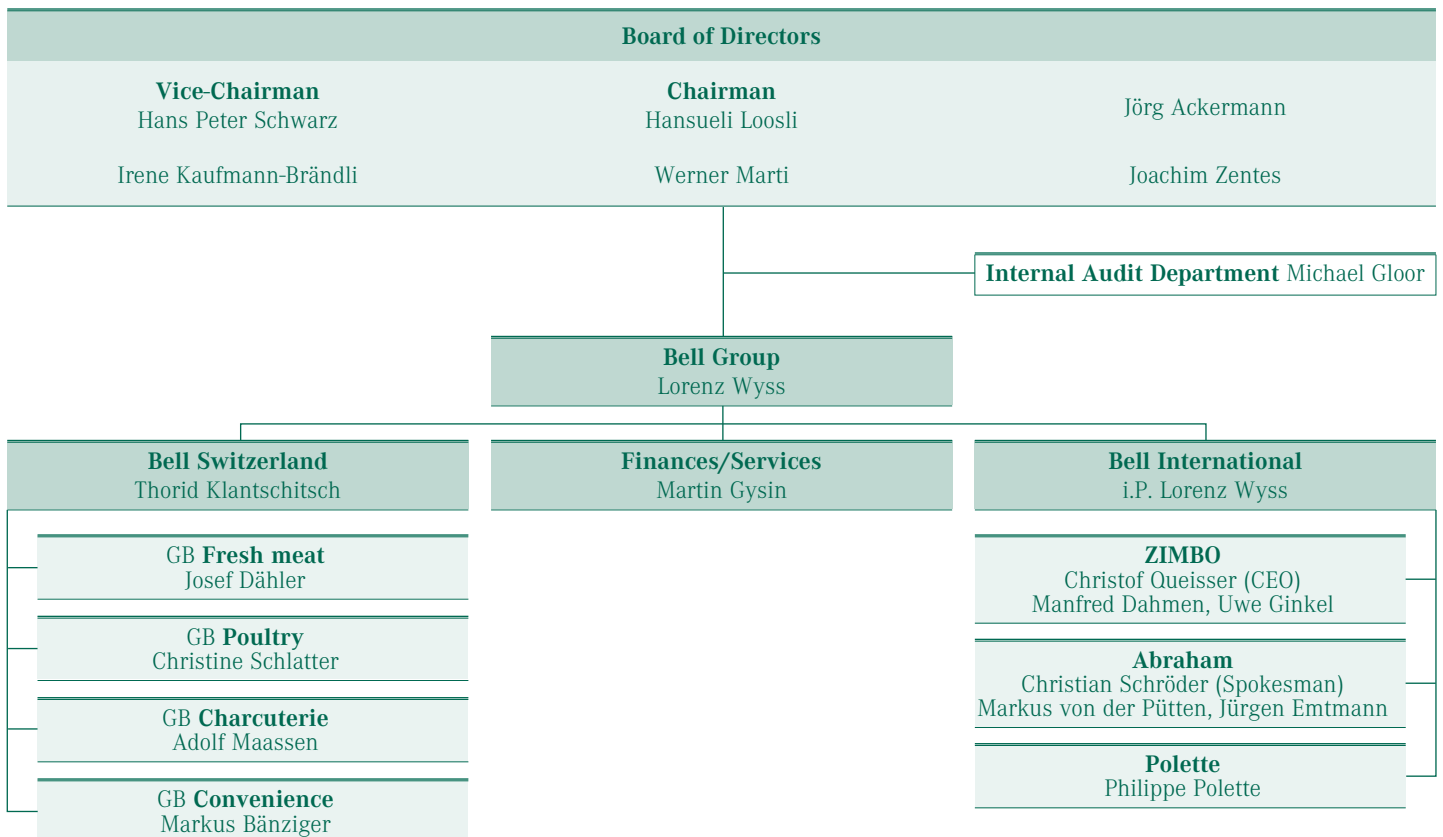 Board of Directors
Vice-Chairman
Hans Peter Schwarz
Chairman
Hansueli Loosli
Jörg Ackermann
Irene Kaufmann-Brändli
Werner Marti
Joachim Zentes
Internal Audit Department Michael Gloor
Bell Group
Lorenz Wyss
Bell Switzerland
Thorid Klantschitsch
Finances/Services
Martin Gysin
Bell International
i.P. Lorenz Wyss
GB Fresh meat
Josef Dähler
GB Poultry
Christine Schlatter
GB Charcuterie
Adolf Maassen
GB Convenience
Markus Bänziger
ZIMBO
Christof Queisser (CEO)
Manfred Dahmen, Uwe Ginkel
Abraham
Christian Schröder (Spokesman)
Markus von der Pütten, Jürgen Emtmann
Polette
Philippe Polette